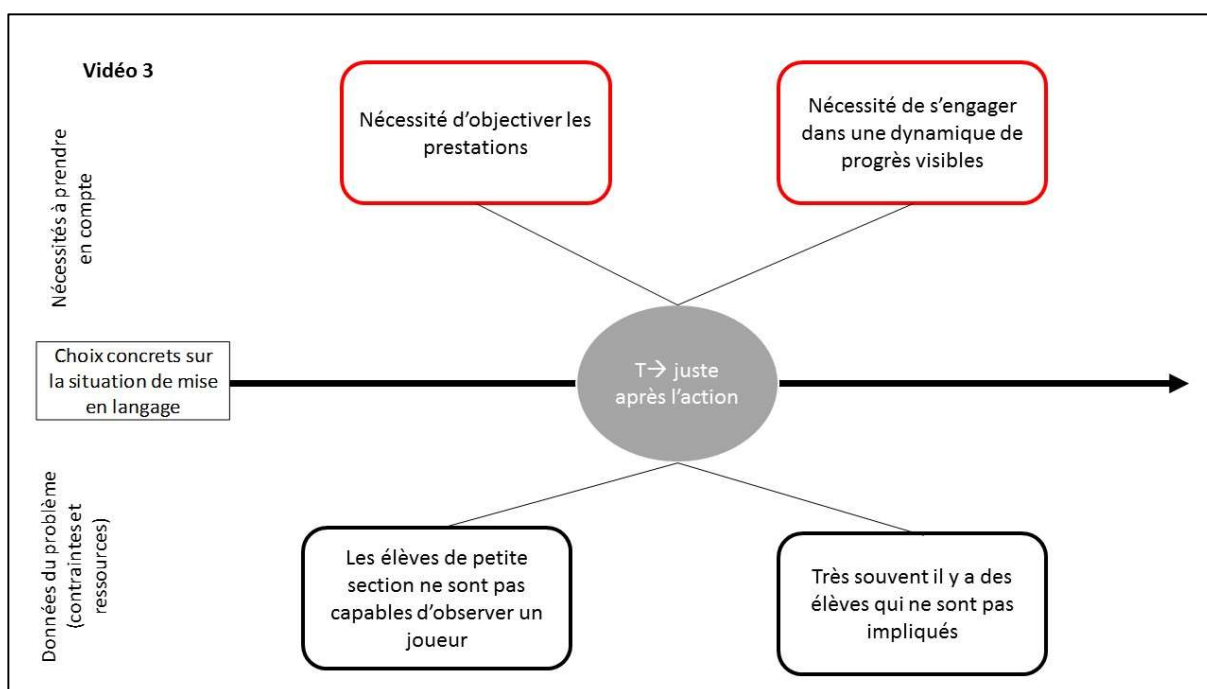 Vidéo 3
Nécessité d'objectiver les
prestations
Nécessité de s'engager
dans une dynamique de
progrès visibles
Nécessités à prendre
en compte
Choix concrets sur
la situation de mise
en langage
T→ juste
après l'action
Données du problème
(contraintes et
ressources)
Les élèves de petite
section ne sont pas
capables d'observer un
joueur
Très souvent il y a des
élèves qui ne sont pas
impliqués